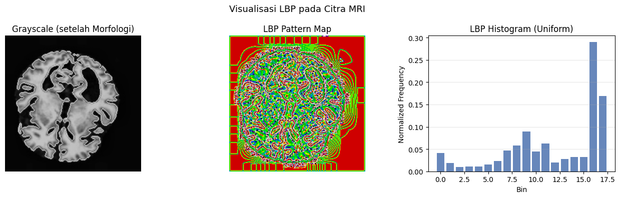 Visualisasi LBP pada Citra MRI
Grayscale (setelah Morfologi)
LBP Pattern Map
LBP Histogram (Uniform)
Normalized Frequency
0.30
0.25
0.20
0.15
0.10
0.05
0.00
0.0 2.5 5.0 7.5 10.0 12.5 15.0 17.5
Bin